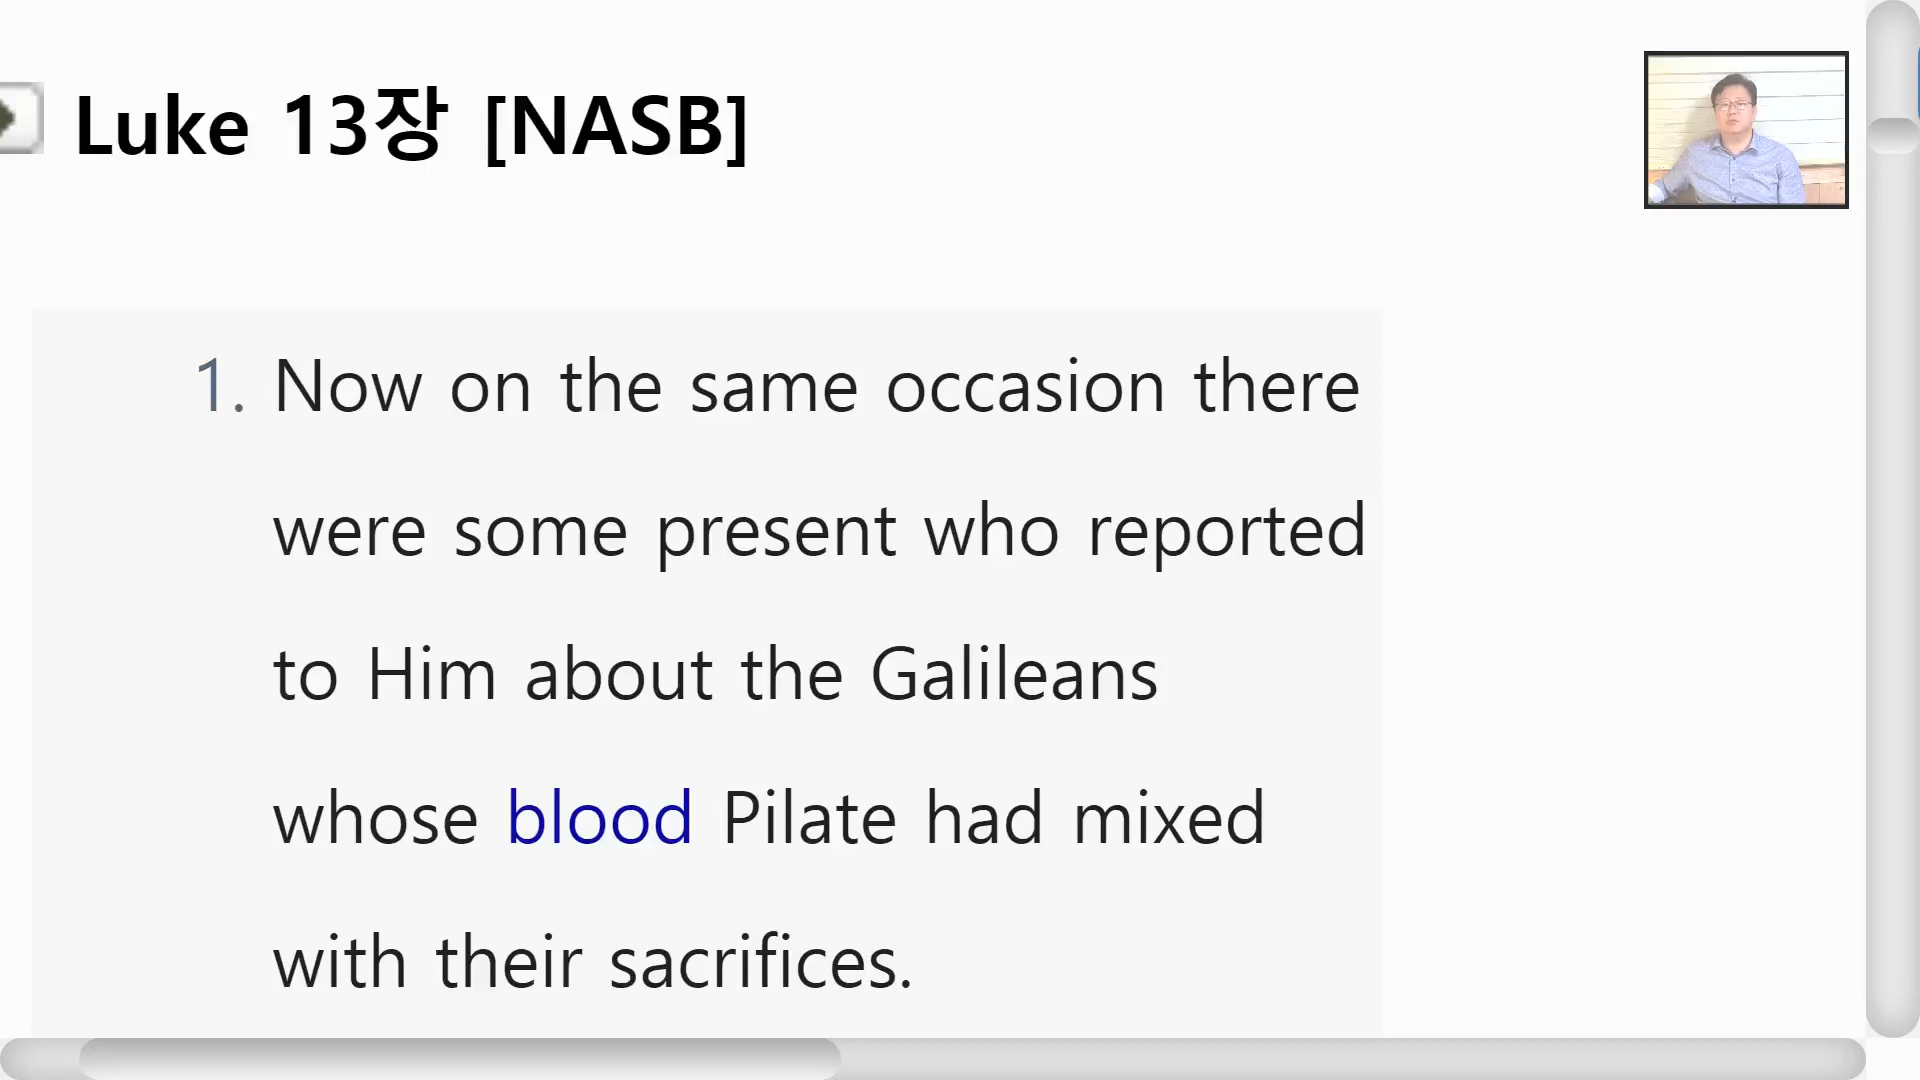 Luke 13장 [NASB]
1. Now on the same occasion there
were some present who reported
to Him about the Galileans
whose blood Pilate had mixed
with their sacrifices.